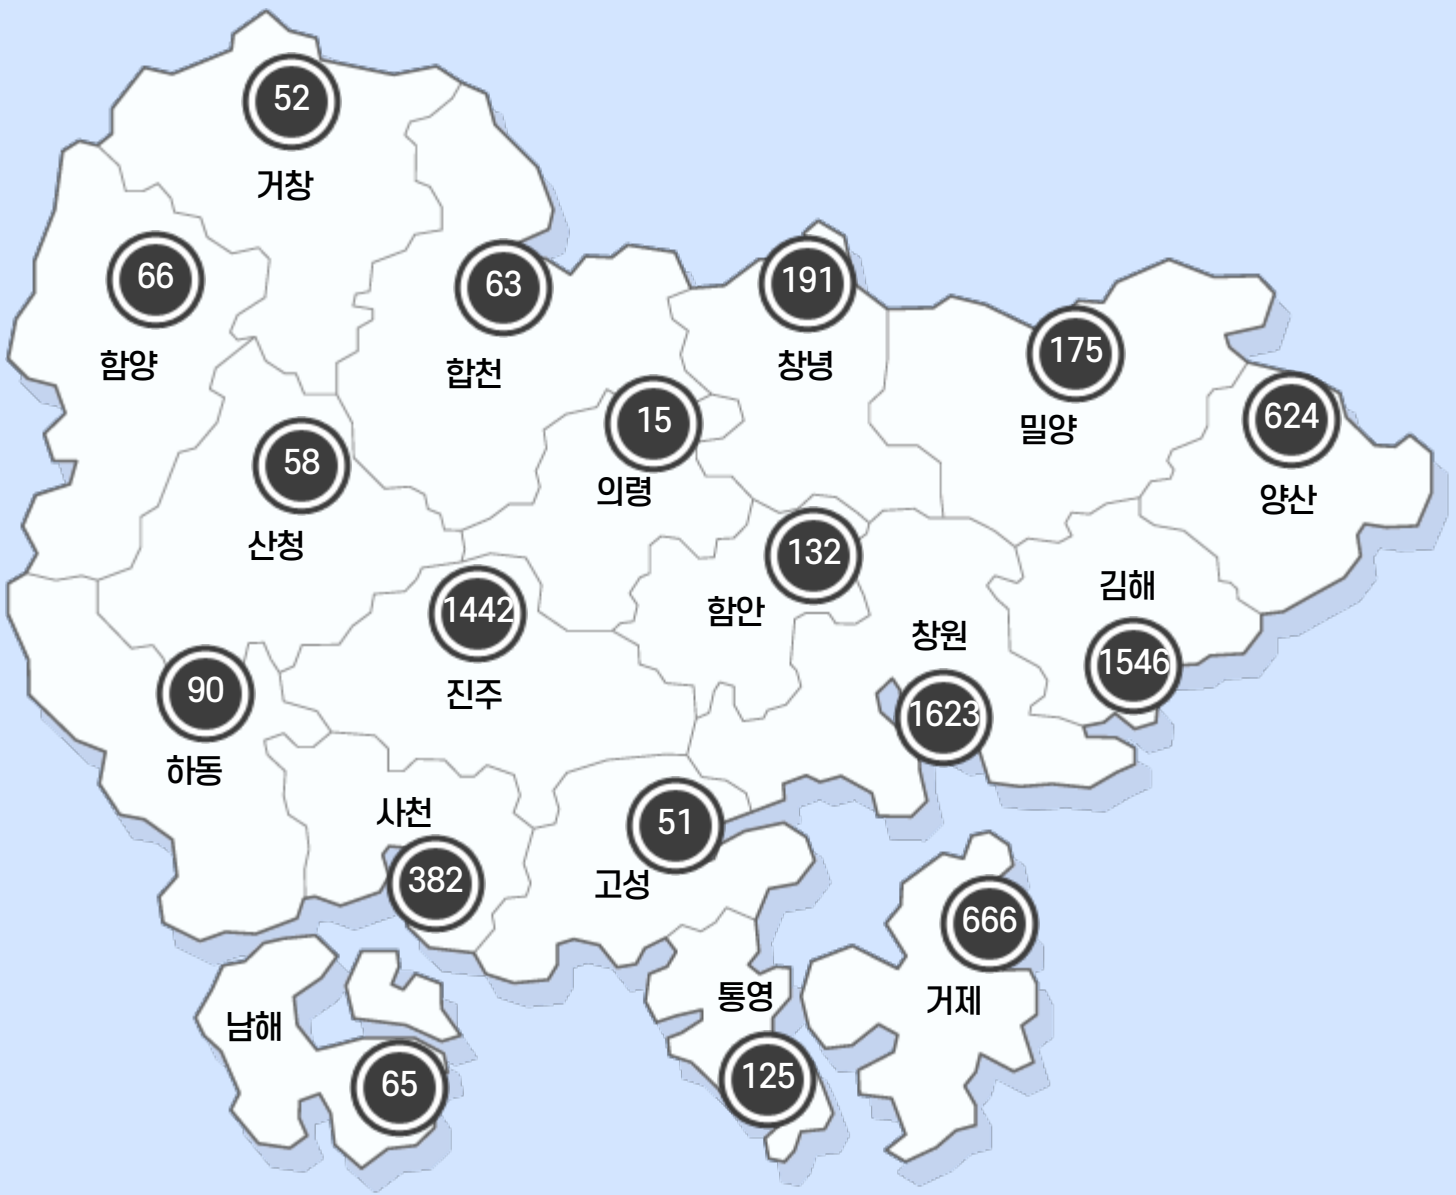 52
거창
66
함양
63
합천
191
창녕
175
밀양
624
양산
15
의령
58
산청
132
함안
김해
1546
창원
1623
1442
진주
90
하동
사천
382
51
고성
666
거제
통영
125
남해
65